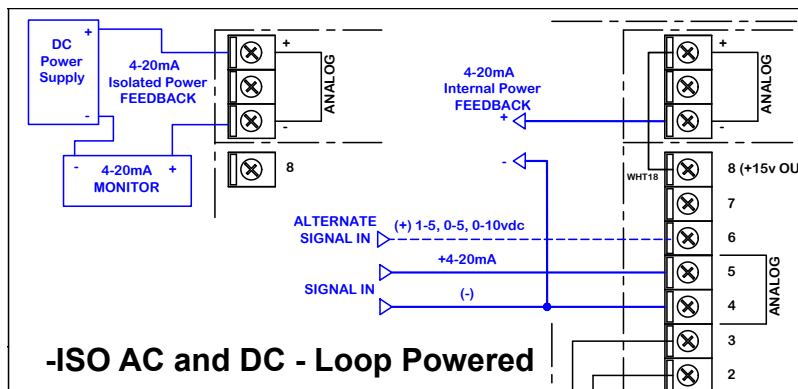 DC
Power
Supply
+
-
4-20mA
Isolated Power
FEEDBACK
+
-
ANALOG
- 4-20mA +
MONITOR
8
4-20mA
Internal Power
FEEDBACK
+
-
+
-
ANALOG
WHT18
8 (+15v OU
7
ALTERNATE
SIGNAL IN
(+) 1-5, 0-5, 0-10vdc
6
+4-20mA
5
SIGNAL IN
(-)
4
ANALOG
3
2
-ISO AC and DC - Loop Powered